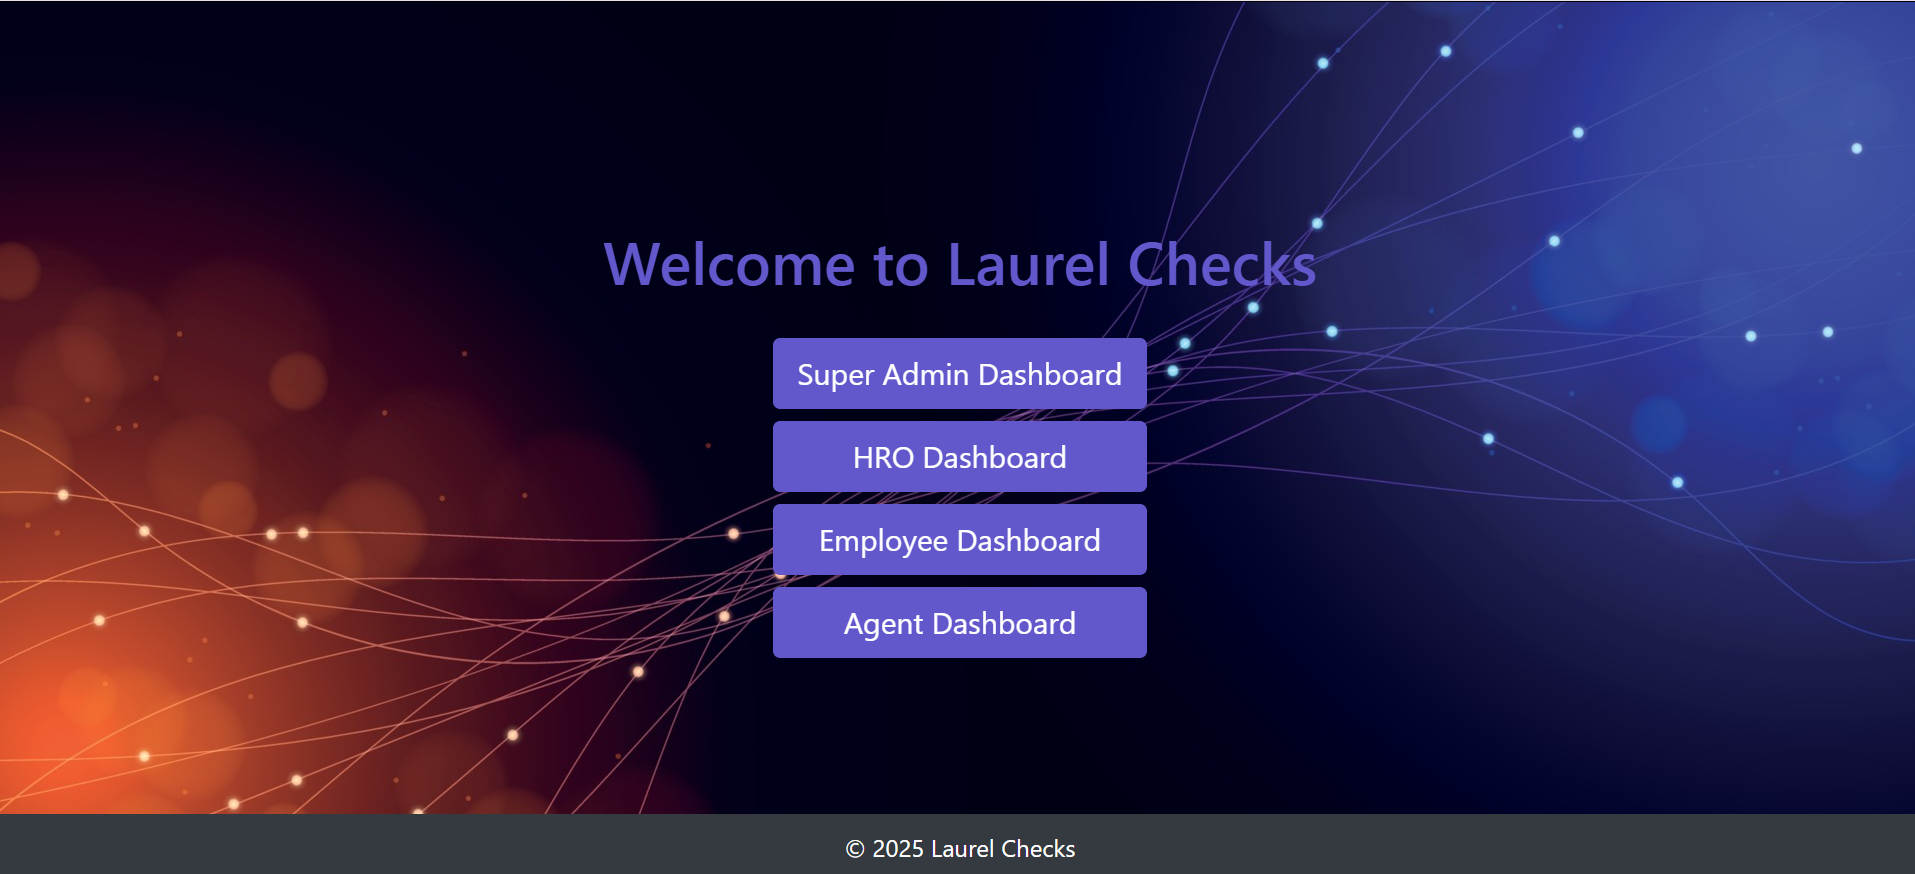 Welcome to Laurel Checks
Super Admin Dashboard
HRO Dashboard
Employee Dashboard
Agent Dashboard
© 2025 Laurel Checks